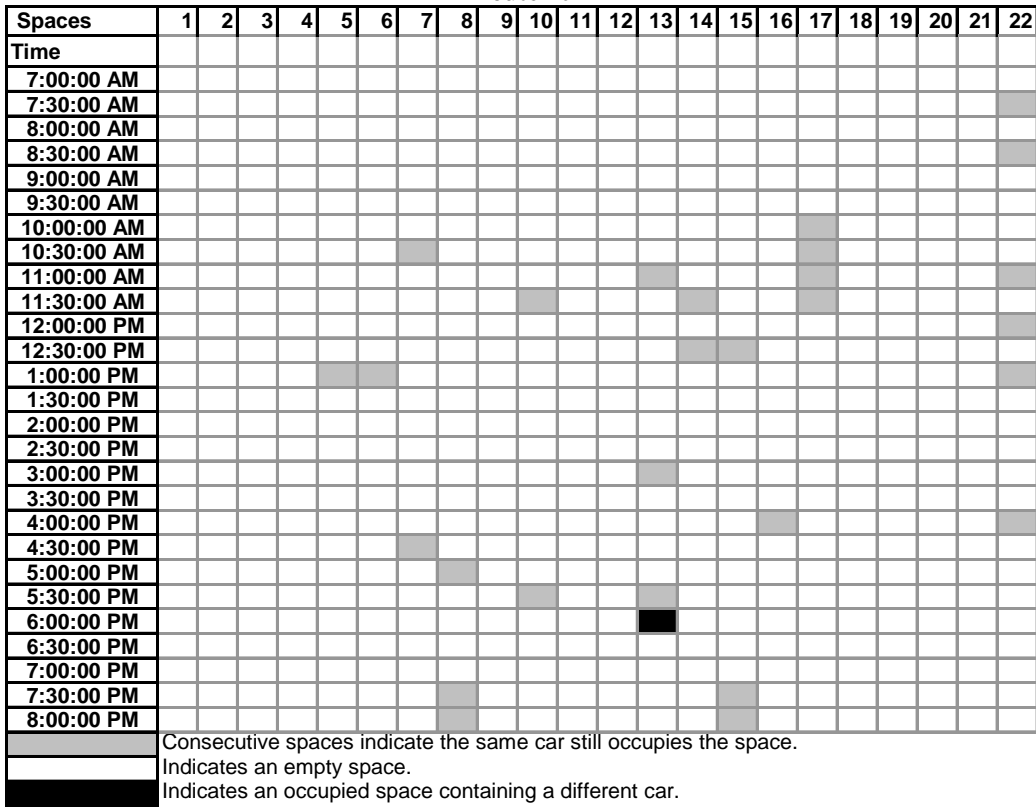 Spaces 1 2 3 4 5 6 7 8 9 10 11 12 13 14 15 16 17 18 19 20 21 22
Time
7:00:00 AM
7:30:00 AM
8:00:00 AM
8:30:00 AM
9:00:00 AM
9:30:00 AM
10:00:00 AM
10:30:00 AM
11:00:00 AM
11:30:00 AM
12:00:00 PM
12:30:00 PM
1:00:00 PM
1:30:00 PM
2:00:00 PM
2:30:00 PM
3:00:00 PM
3:30:00 PM
4:00:00 PM
4:30:00 PM
5:00:00 PM
5:30:00 PM
6:00:00 PM
6:30:00 PM
7:00:00 PM
7:30:00 PM
8:00:00 PM
Consecutive spaces indicate the same car still occupies the space.
Indicates an empty space.
Indicates an occupied space containing a different car.